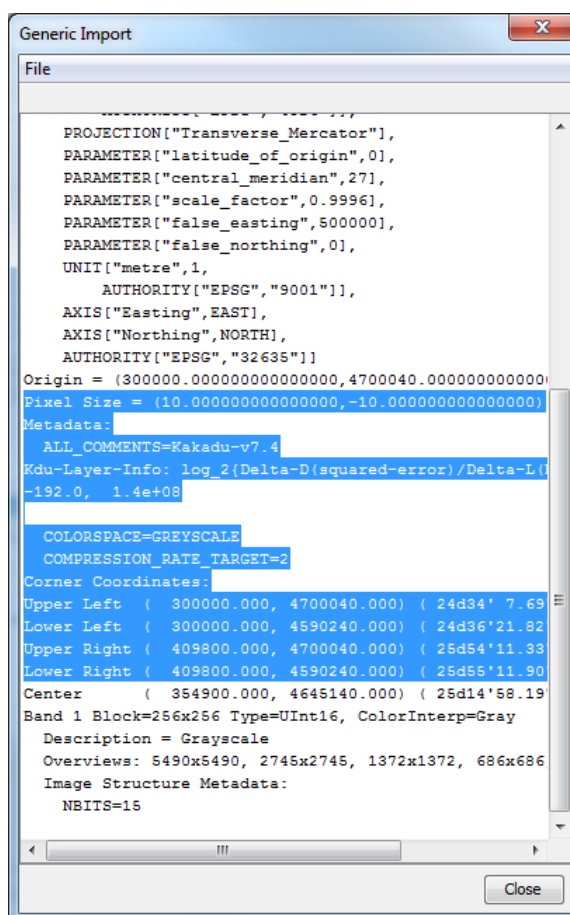 Generic Import
File
PROJECTION["Transverse_Mercator"],
PARAMETER["latitude_of_origin",0],
PARAMETER["central_meridian",27],
PARAMETER["scale_factor",0.9996],
PARAMETER["false_easting",500000],
PARAMETER["false_northing",0],
UNIT["metre",1,
AUTHORITY["EPSG","9001"]],
AXIS["Easting",EAST],
AXIS["Northing",NORTH],
AUTHORITY["EPSG","32635"]]
Origin = (300000.000000000000000,4700040.0000000000000
Pixel Size = (10.000000000000000,-10.000000000000000)
Metadata:
ALL_COMMENTS=Kakadu-v7.4
Kdu-Layer-Info: log_2{Delta-D(squared-error)/Delta-L(
-192.0, 1.4e+08
COLORSPACE=GREYSCALE
COMPRESSION_RATE_TARGET=2
Corner Coordinates:
Upper Left ( 300000.000, 4700040.000) ( 24d34' 7.69
Lower Left ( 300000.000, 4590240.000) ( 24d36'21.82
Upper Right ( 409800.000, 4700040.000) ( 25d54'11.33
Lower Right ( 409800.000, 4590240.000) ( 25d55'11.90
Center ( 354900.000, 4645140.000) ( 25d14'58.19
Band 1 Block=256x256 Type=UInt16, ColorInterp=Gray
Description = Grayscale
Overviews: 5490x5490, 2745x2745, 1372x1372, 686x686,
Image Structure Metadata:
NBITS=15
Close